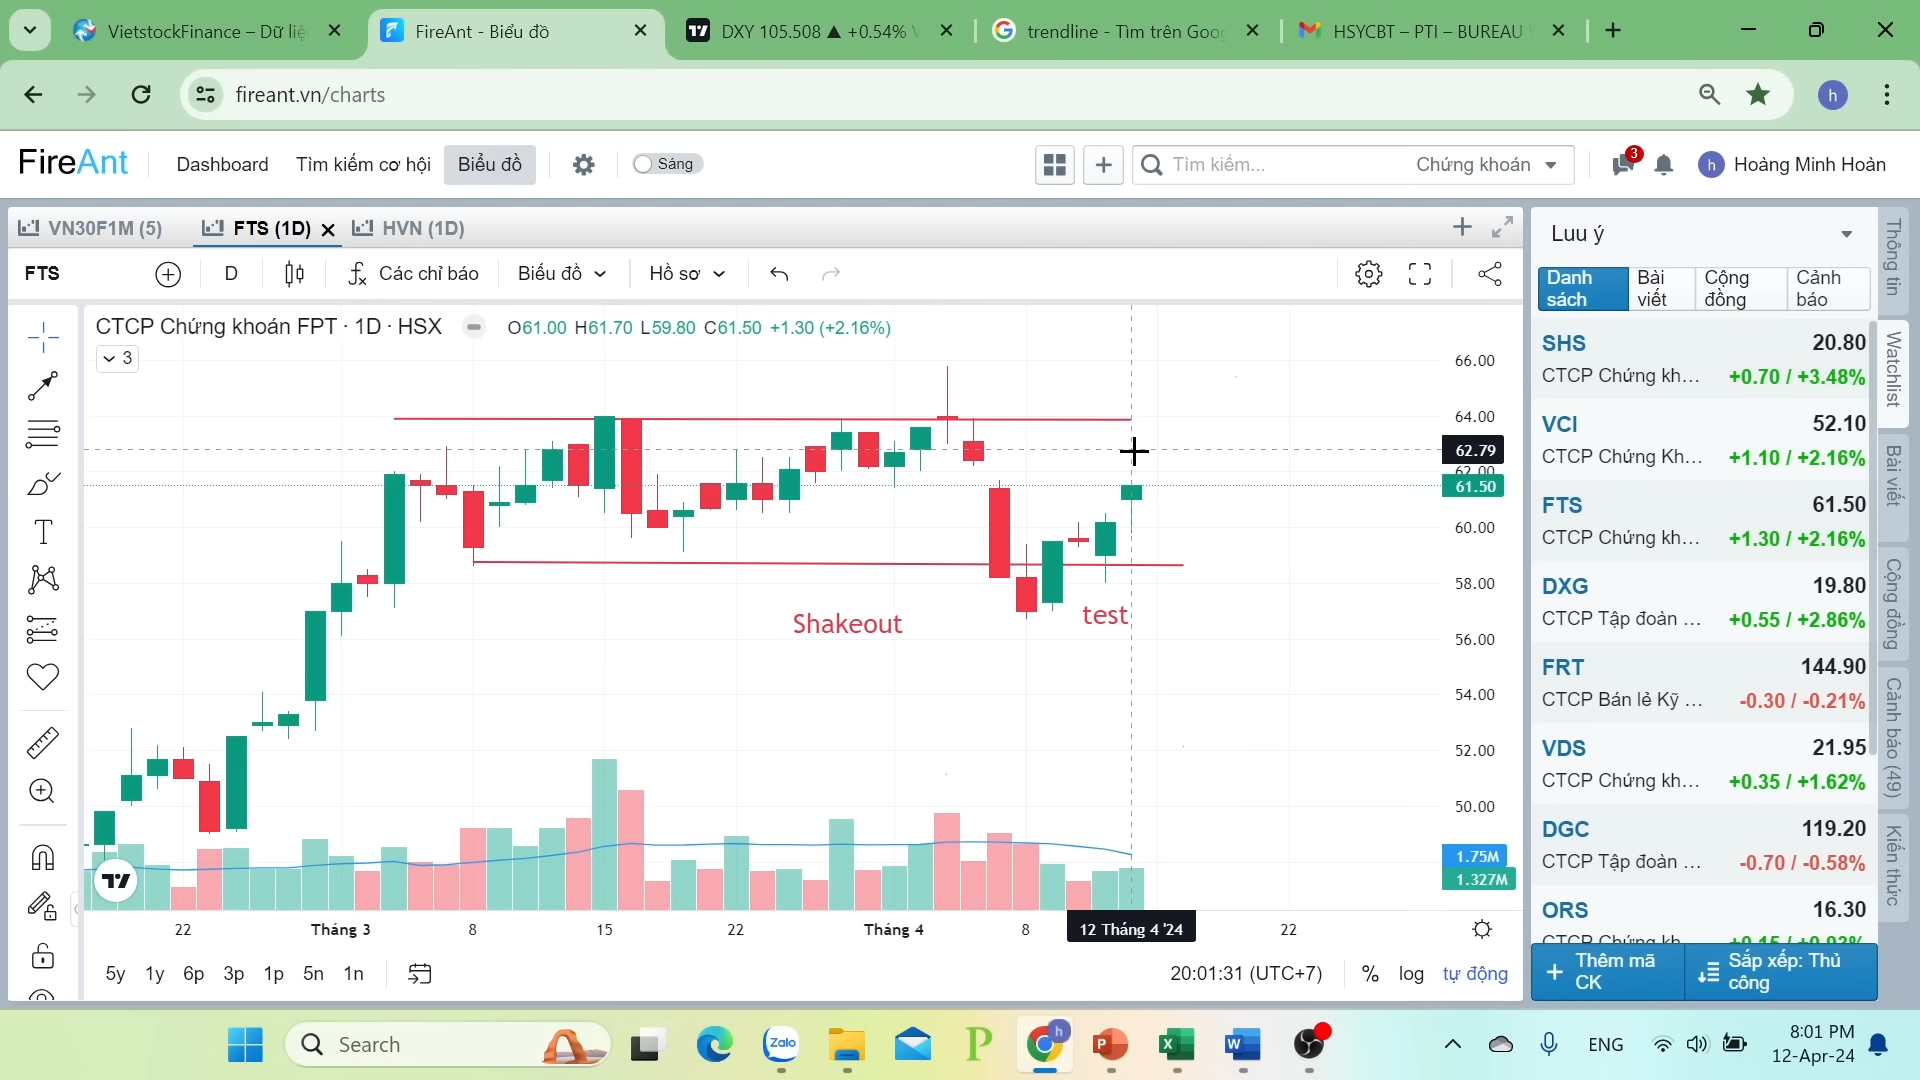 VietstockFinance – Dữ liệ
FireAnt - Biểu đồ
DXY 105.508 ▲ +0.54%
trendline - Tìm trên Goog
HSYCBT – PTI – BUREAU
fireant.vn/charts
h
FireAnt
Dashboard
Tìm kiếm cơ hội
Biểu đồ
Sáng
Tìm kiếm...
Chứng khoán
3
h
Hoàng Minh Hoàn
VN30F1M (5)
FTS (1D)
HVN (1D)
FTS
D
Các chỉ báo
Biểu đồ
Hồ sơ
CTCP Chứng khoán FPT · 1D · HSX
O61.00 H61.70 L59.80 C61.50 +1.30 (+2.16%)
3
66.00
64.00
62.79
62.00
61.50
60.00
58.00
56.00
54.00
52.00
50.00
1.75M
1.327M
Shakeout
test
22
Tháng 3
8
15
22
Tháng 4
8
12 Tháng 4 '24
22
5y
1y
6p
3p
1p
5n
1n
20:01:31 (UTC+7)
%
log
tự động
Lưu ý
Danh sách
Bài viết
Cộng đồng
Cảnh báo
SHS 20.80
CTCP Chứng kh... +0.70 / +3.48%
VCI 52.10
CTCP Chứng Kh... +1.10 / +2.16%
FTS 61.50
CTCP Chứng kh... +1.30 / +2.16%
DXG 19.80
CTCP Tập đoàn ... +0.55 / +2.86%
FRT 144.90
CTCP Bán lẻ Kỹ ... -0.30 / -0.21%
VDS 21.95
CTCP Chứng kh... +0.35 / +1.62%
DGC 119.20
CTCP Tập đoàn ... -0.70 / -0.58%
ORS 16.30
CTCP Chứng kh... +0.15 / +0.93%
Thêm mã CK
Sắp xếp: Thủ công
Thông tin
Watchlist
Bài viết
Cộng đồng
Cảnh báo (49)
Kiến thức
Search
Zalo
h
ENG
8:01 PM
12-Apr-24